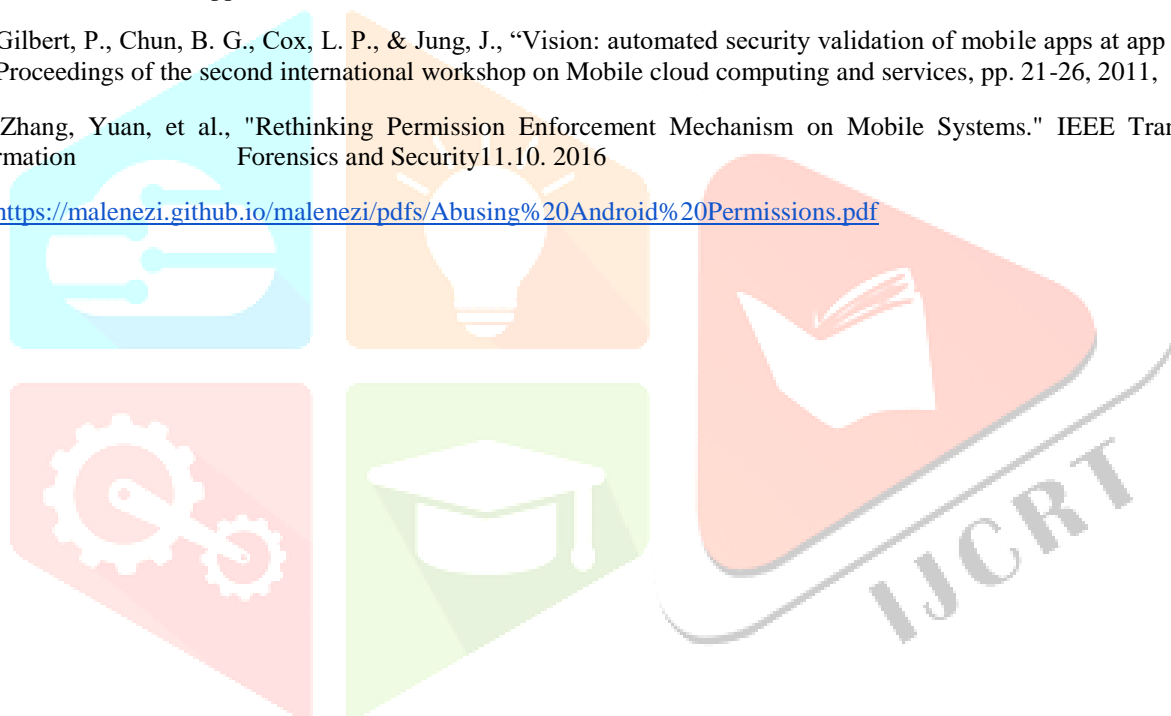 Gilbert, P., Chun, B. G., Cox, L. P., & Jung, J., “Vision: automated security validation of mobile apps at app
Proceedings of the second international workshop on Mobile cloud computing and services, pp. 21-26, 2011,
Zhang, Yuan, et al., "Rethinking Permission Enforcement Mechanism on Mobile Systems." IEEE Tran
rmation Forensics and Security11.10. 2016
https://malenezi.github.io/malenezi/pdfs/Abusing%20Android%20Permissions.pdf
IJCRT